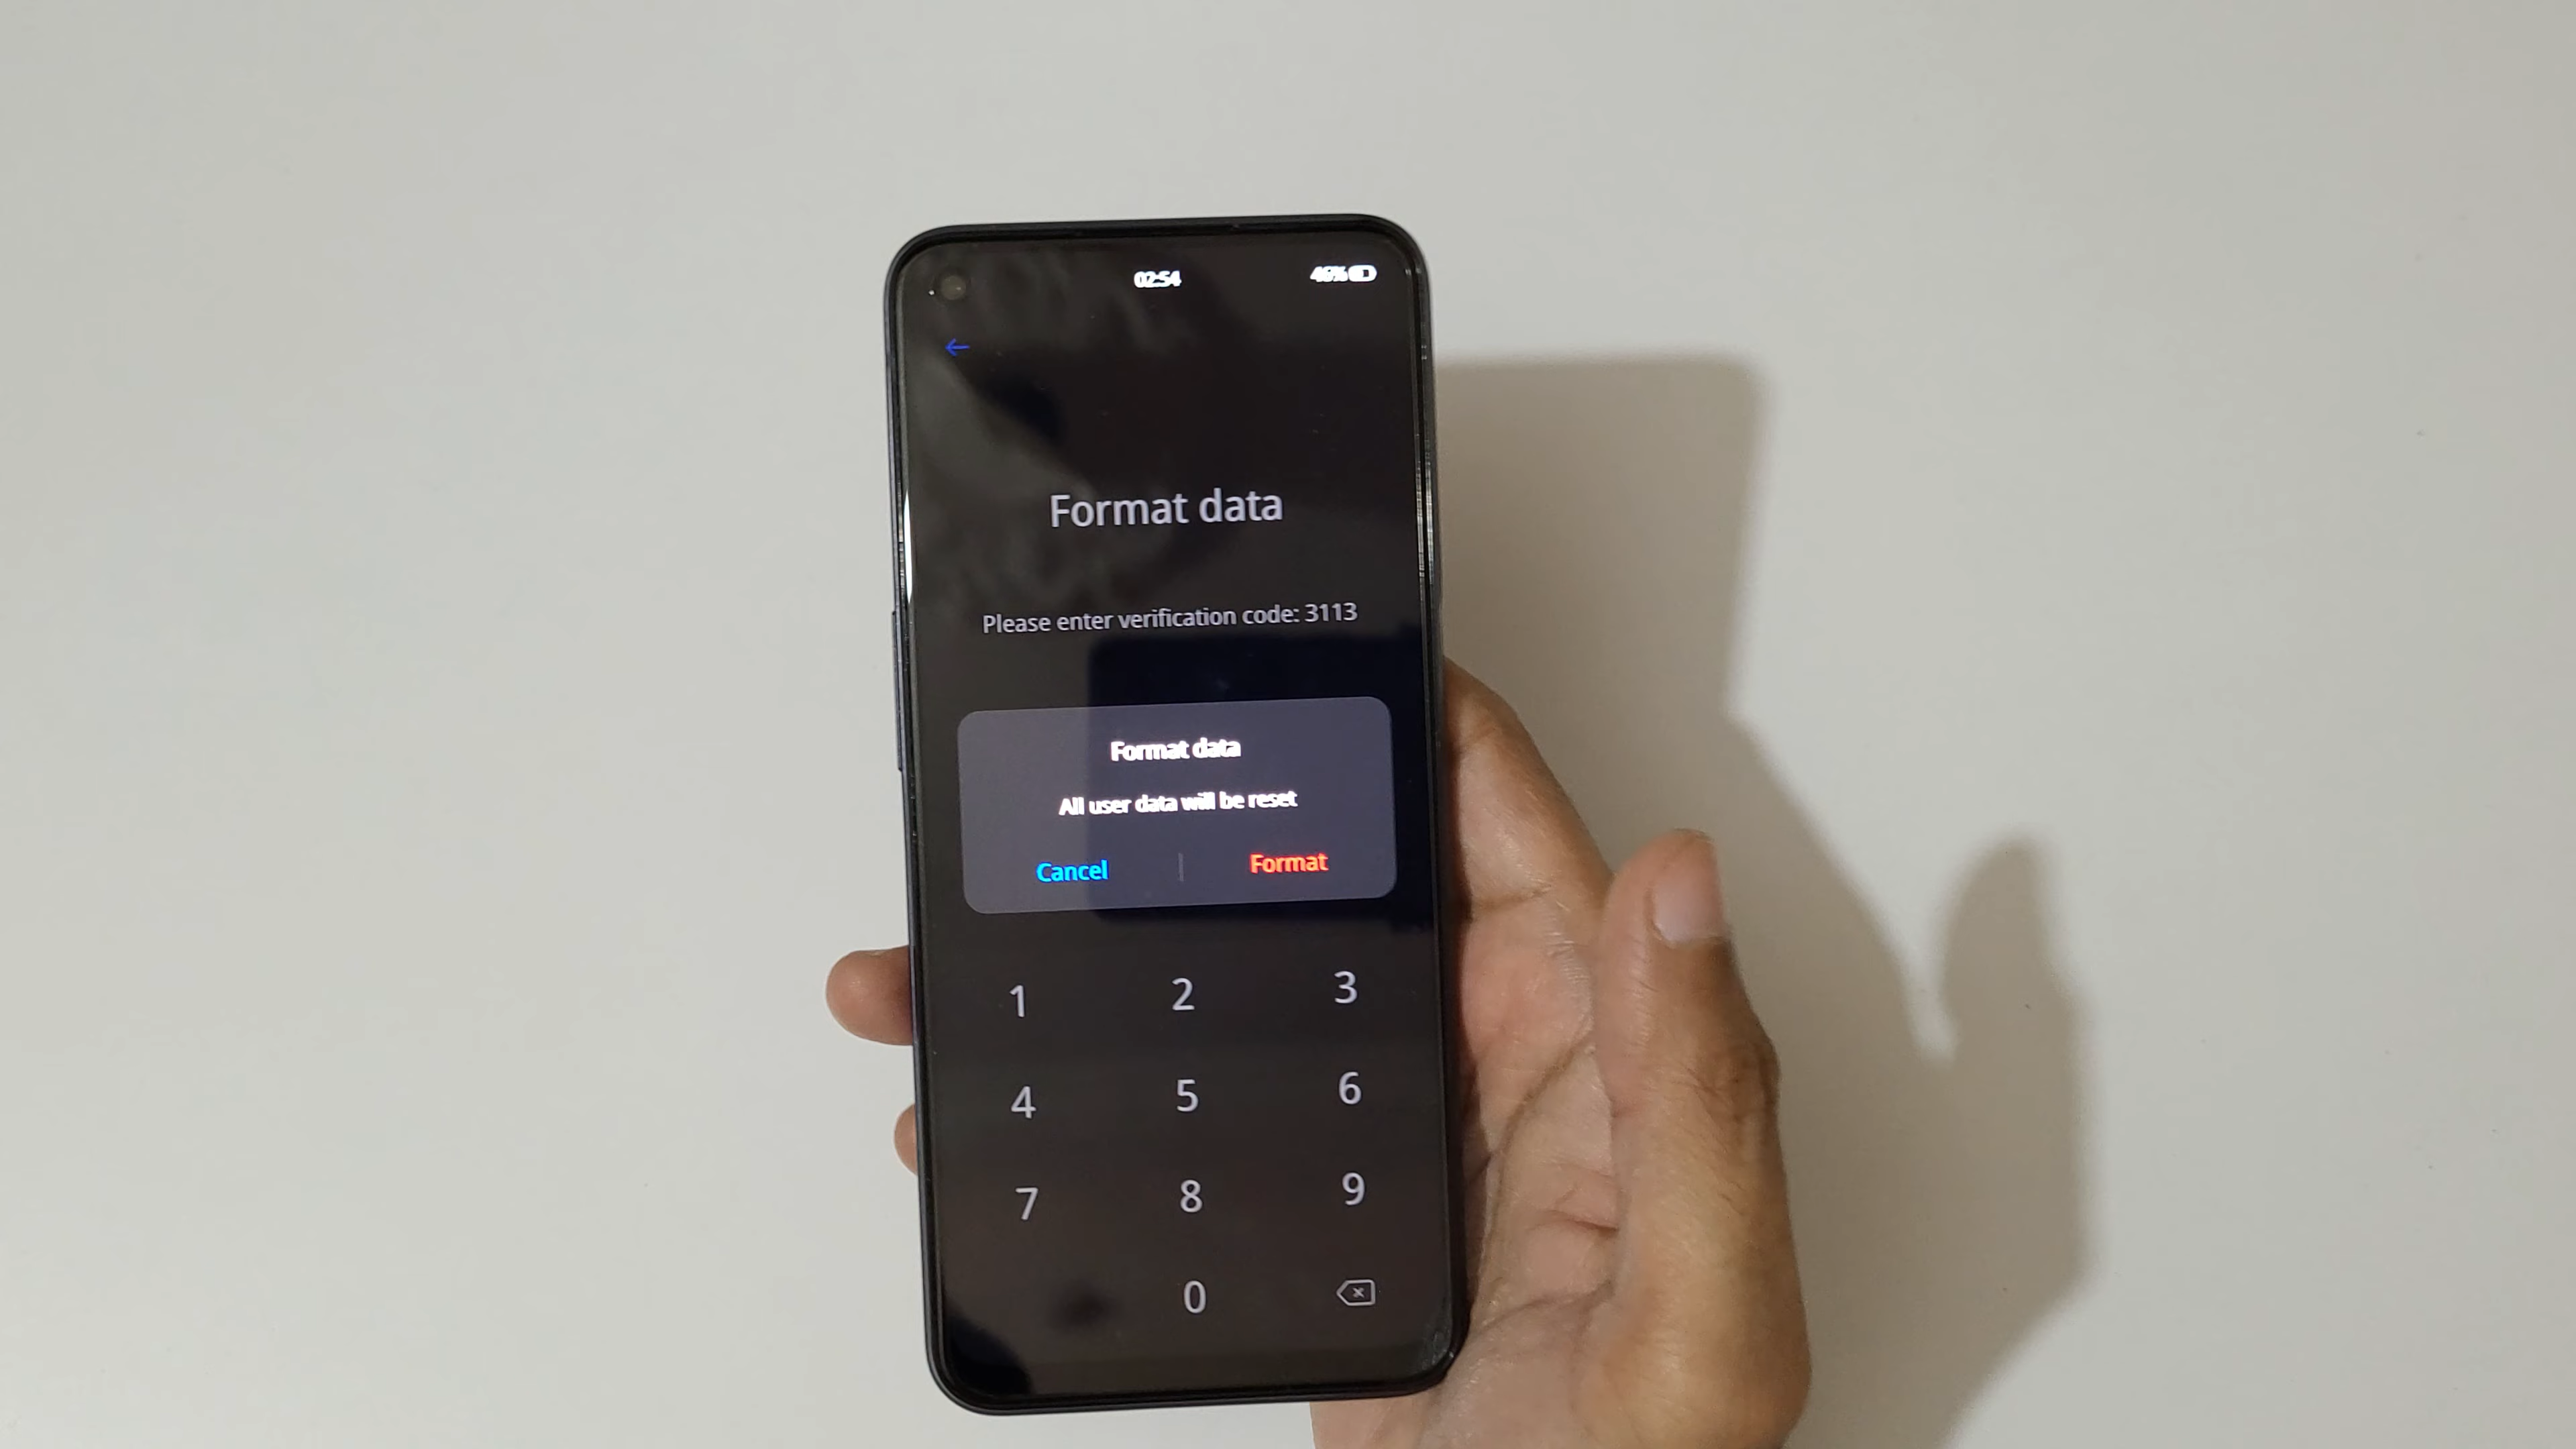 02:54
46%
Format data
Please enter verification code: 3113
Format data
All user data will be reset
Cancel
Format
1 2 3
4 5 6
7 8 9
0